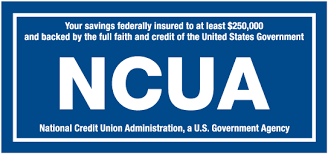 Your savings federally insured to at least $250,000
and backed by the full faith and credit of the United States Government
NCUA
National Credit Union Administration, a U.S. Government Agency